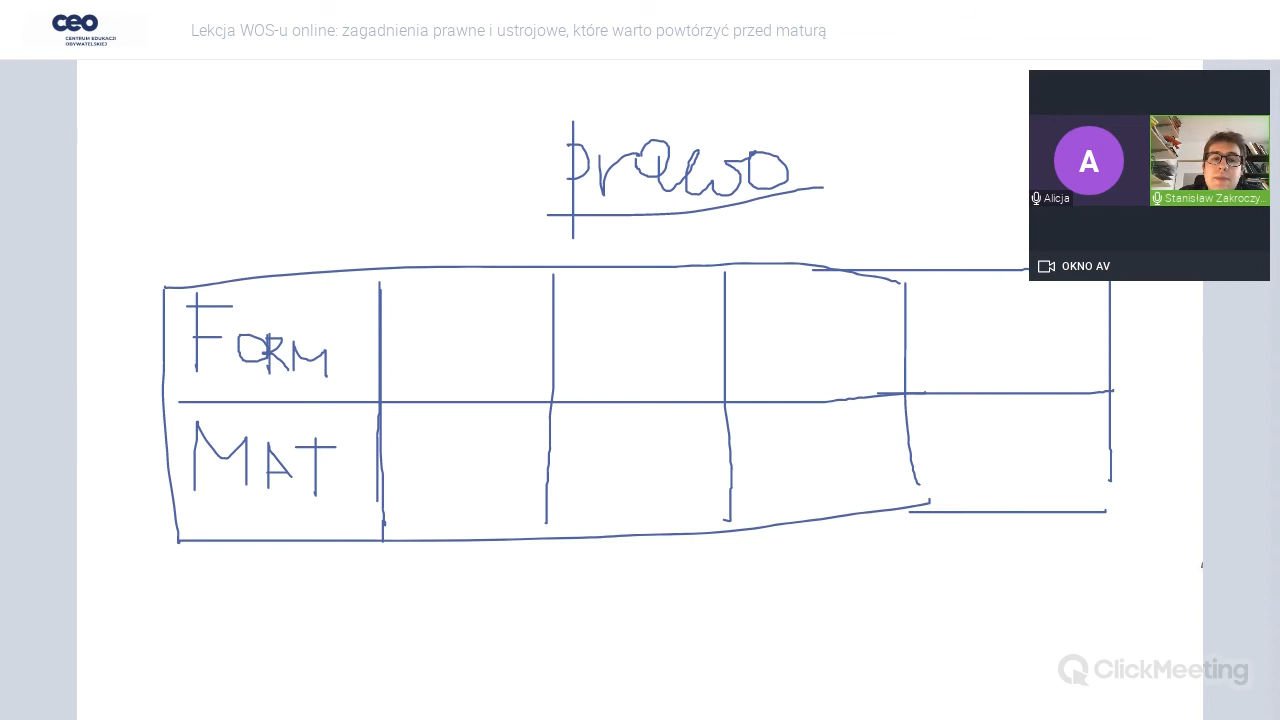 CEO
CENTRUM EDUKACJI
OBYWATELSKIEJ
Lekcja WOS-u online: zagadnienia prawne i ustrojowe, które warto powtórzyć przed maturą
prawo
A
Alicja
Stanisław Zakroczy...
OKNO AV
FORM
MAT
ClickMeeting